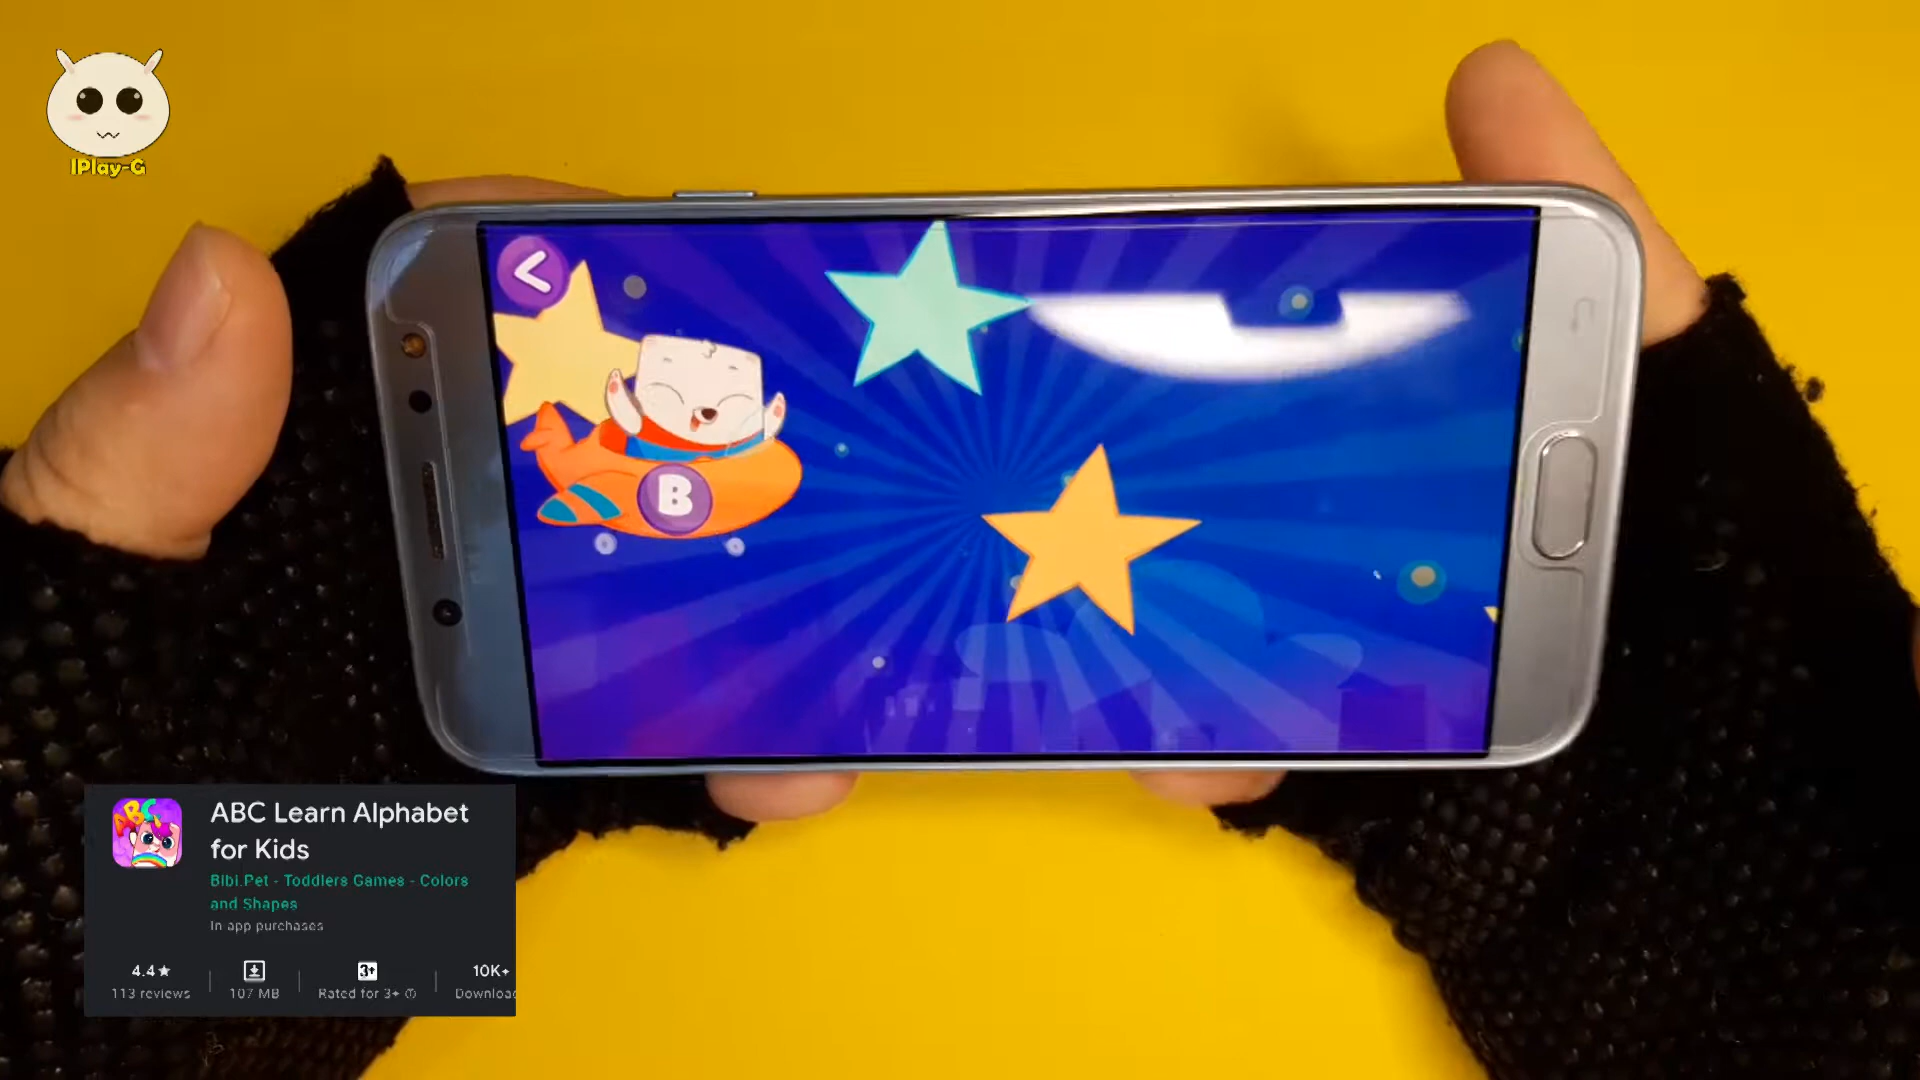 IPlay-G
B
ABC Learn Alphabet
for Kids
Bibi.Pet - Toddlers Games - Colors
and Shapes
In app purchases
4.4★
113 reviews
107 MB
3+
Rated for 3+
10K+